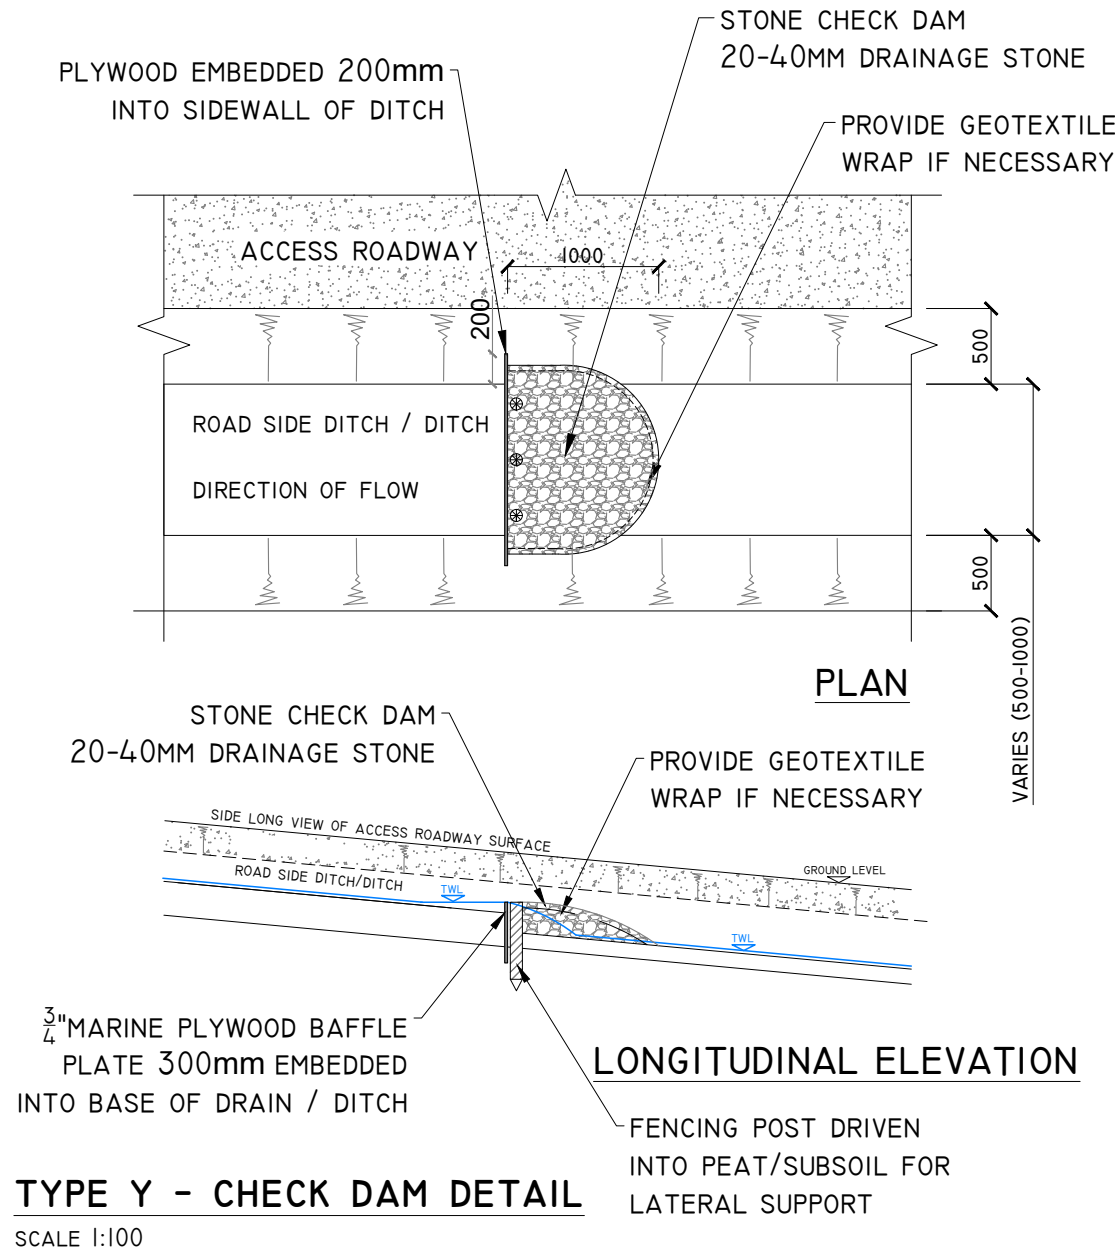 STONE CHECK DAM
20-40MM DRAINAGE STONE
PLYWOOD EMBEDDED 200mm
INTO SIDEWALL OF DITCH
PROVIDE GEOTEXTILE
WRAP IF NECESSARY
ACCESS ROADWAY
1000
200
500
ROAD SIDE DITCH / DITCH
DIRECTION OF FLOW
500
VARIES (500-1000)
PLAN
STONE CHECK DAM
20-40MM DRAINAGE STONE
PROVIDE GEOTEXTILE
WRAP IF NECESSARY
SIDE LONG VIEW OF ACCESS ROADWAY SURFACE
GROUND LEVEL
ROAD SIDE DITCH/DITCH
TWL
TWL
3/4"MARINE PLYWOOD BAFFLE
PLATE 300mm EMBEDDED
INTO BASE OF DRAIN / DITCH
LONGITUDINAL ELEVATION
FENCING POST DRIVEN
INTO PEAT/SUBSOIL FOR
LATERAL SUPPORT
TYPE Y - CHECK DAM DETAIL
SCALE 1:100